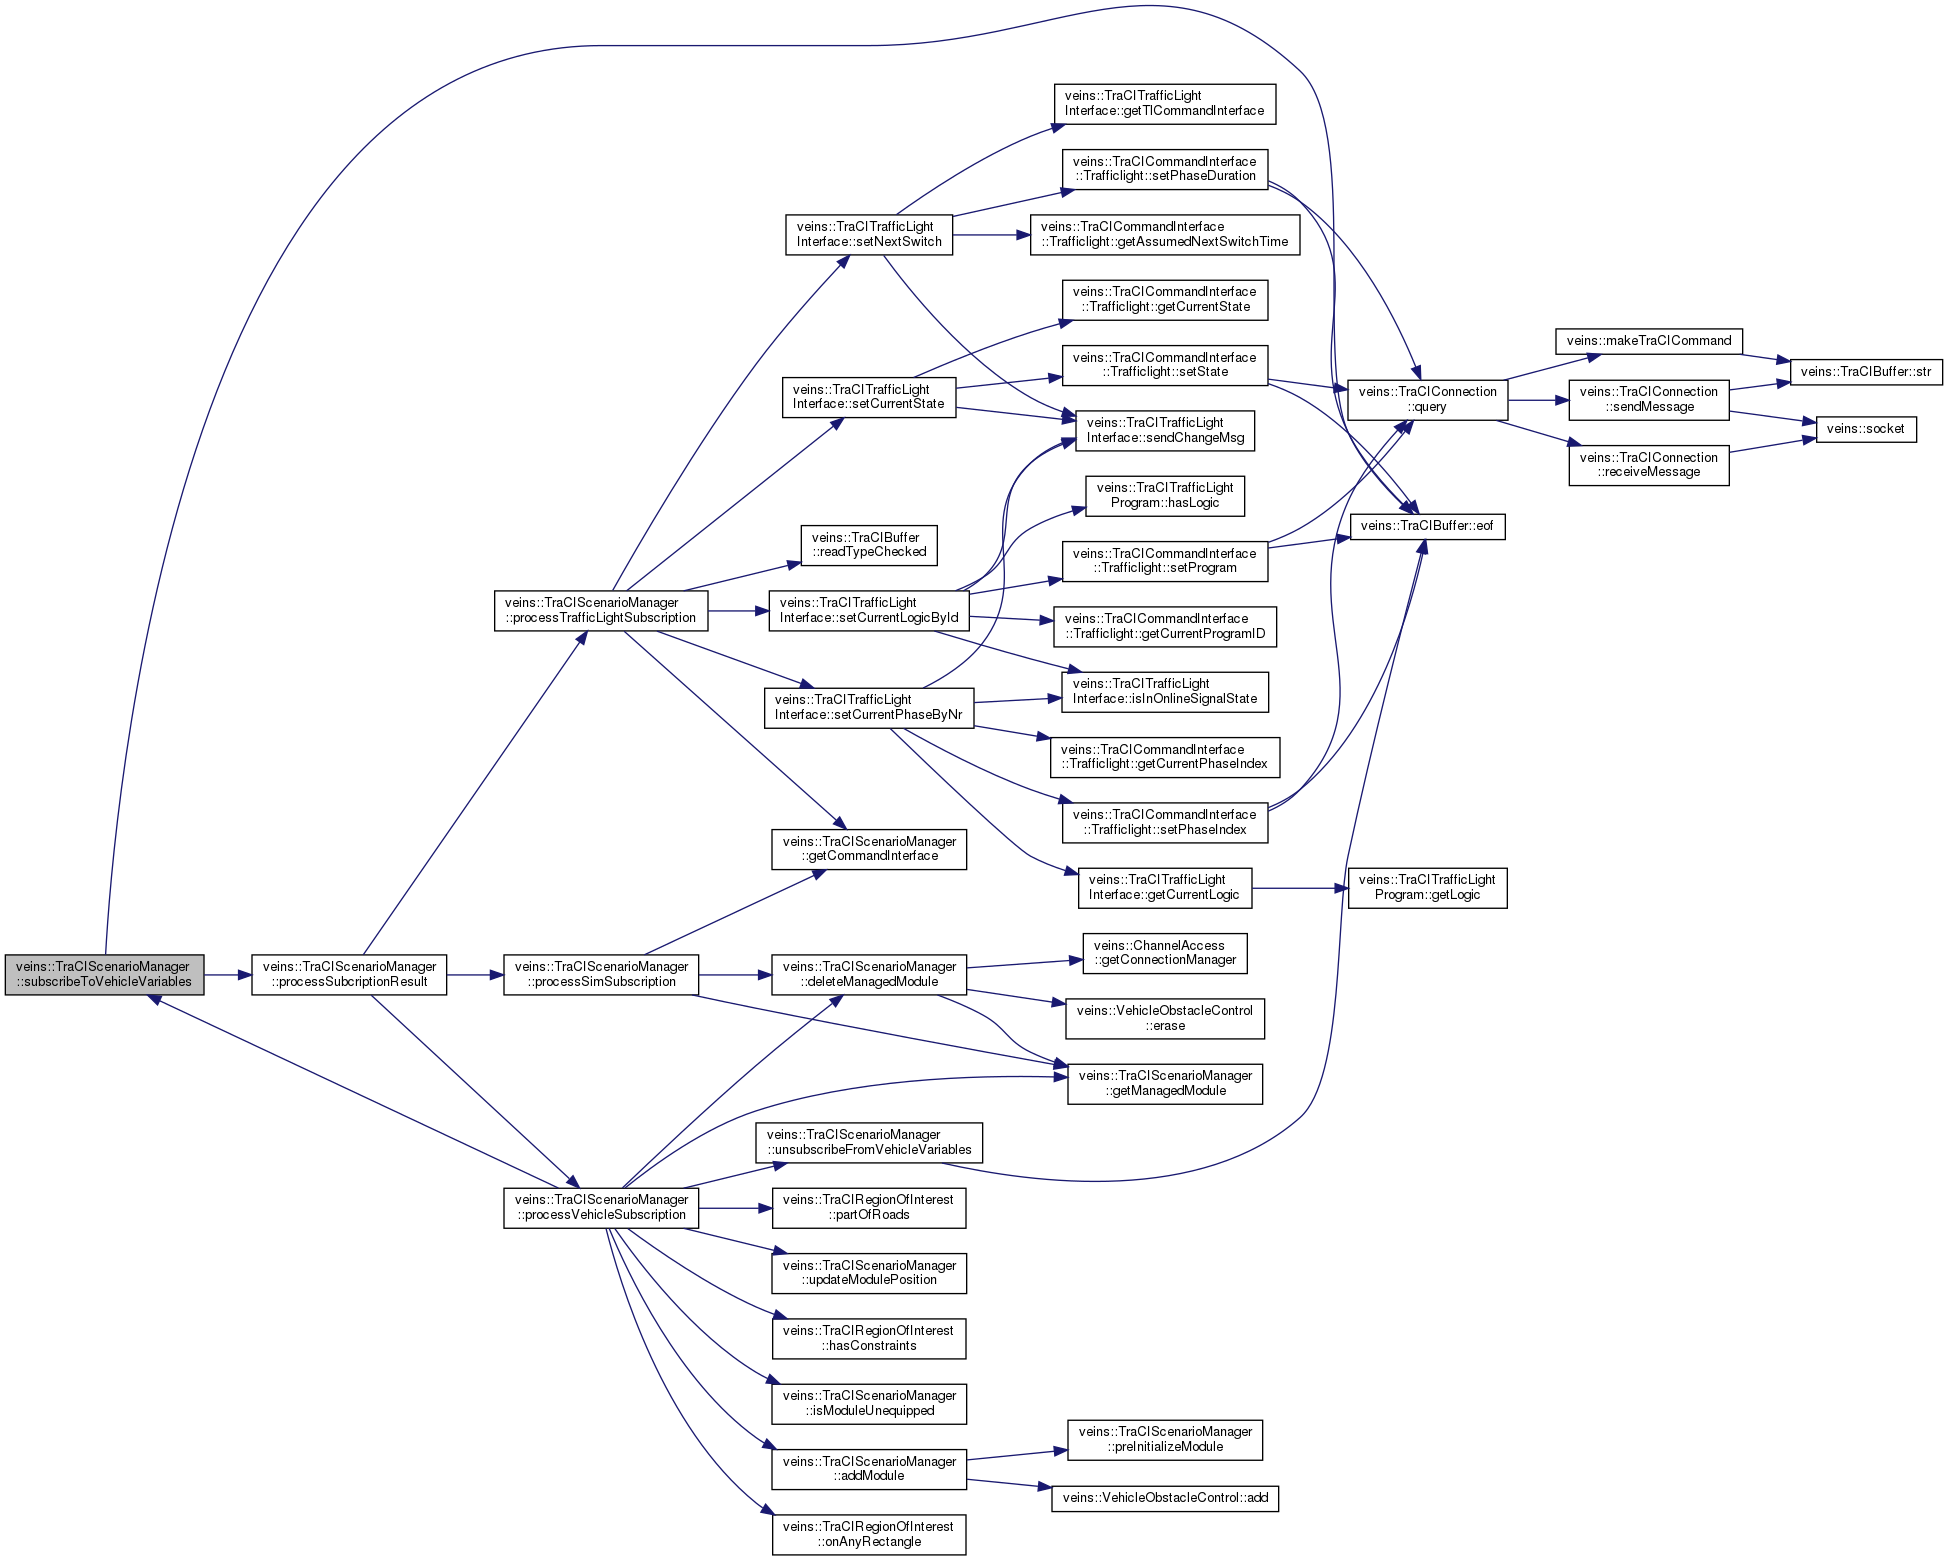 veins::TraCITrafficLight
Interface::getTlCommandInterface
veins::TraCICommandInterface
::Trafficlight::setPhaseDuration
veins::TraCITrafficLight
Interface::setNextSwitch
veins::TraCICommandInterface
::Trafficlight::getAssumedNextSwitchTime
veins::TraCICommandInterface
::Trafficlight::getCurrentState
veins::makeTraCICommand
veins::TraCICommandInterface
::Trafficlight::setState
veins::TraCIBuffer::str
veins::TraCITrafficLight
Interface::setCurrentState
veins::TraCIConnection
::query
veins::TraCIConnection
::sendMessage
veins::TraCITrafficLight
Interface::sendChangeMsg
veins::socket
veins::TraCIConnection
::receiveMessage
veins::TraCITrafficLight
Program::hasLogic
veins::TraCIBuffer::eof
veins::TraCIBuffer
::readTypeChecked
veins::TraCICommandInterface
::Trafficlight::setProgram
veins::TraCIScenarioManager
::processTrafficLightSubscription
veins::TraCITrafficLight
Interface::setCurrentLogicById
veins::TraCICommandInterface
::Trafficlight::getCurrentProgramID
veins::TraCITrafficLight
Interface::isInOnlineSignalState
veins::TraCITrafficLight
Interface::setCurrentPhaseByNr
veins::TraCICommandInterface
::Trafficlight::getCurrentPhaseIndex
veins::TraCICommandInterface
::Trafficlight::setPhaseIndex
veins::TraCIScenarioManager
::getCommandInterface
veins::TraCITrafficLight
Interface::getCurrentLogic
veins::TraCITrafficLight
Program::getLogic
veins::ChannelAccess
::getConnectionManager
veins::TraCIScenarioManager
::subscribeToVehicleVariables
veins::TraCIScenarioManager
::processSubcriptionResult
veins::TraCIScenarioManager
::processSimSubscription
veins::TraCIScenarioManager
::deleteManagedModule
veins::VehicleObstacleControl
::erase
veins::TraCIScenarioManager
::getManagedModule
veins::TraCIScenarioManager
::unsubscribeFromVehicleVariables
veins::TraCIScenarioManager
::processVehicleSubscription
veins::TraCIRegionOfInterest
::partOfRoads
veins::TraCIScenarioManager
::updateModulePosition
veins::TraCIRegionOfInterest
::hasConstraints
veins::TraCIScenarioManager
::isModuleUnequipped
veins::TraCIScenarioManager
::preInitializeModule
veins::TraCIScenarioManager
::addModule
veins::VehicleObstacleControl::add
veins::TraCIRegionOfInterest
::onAnyRectangle